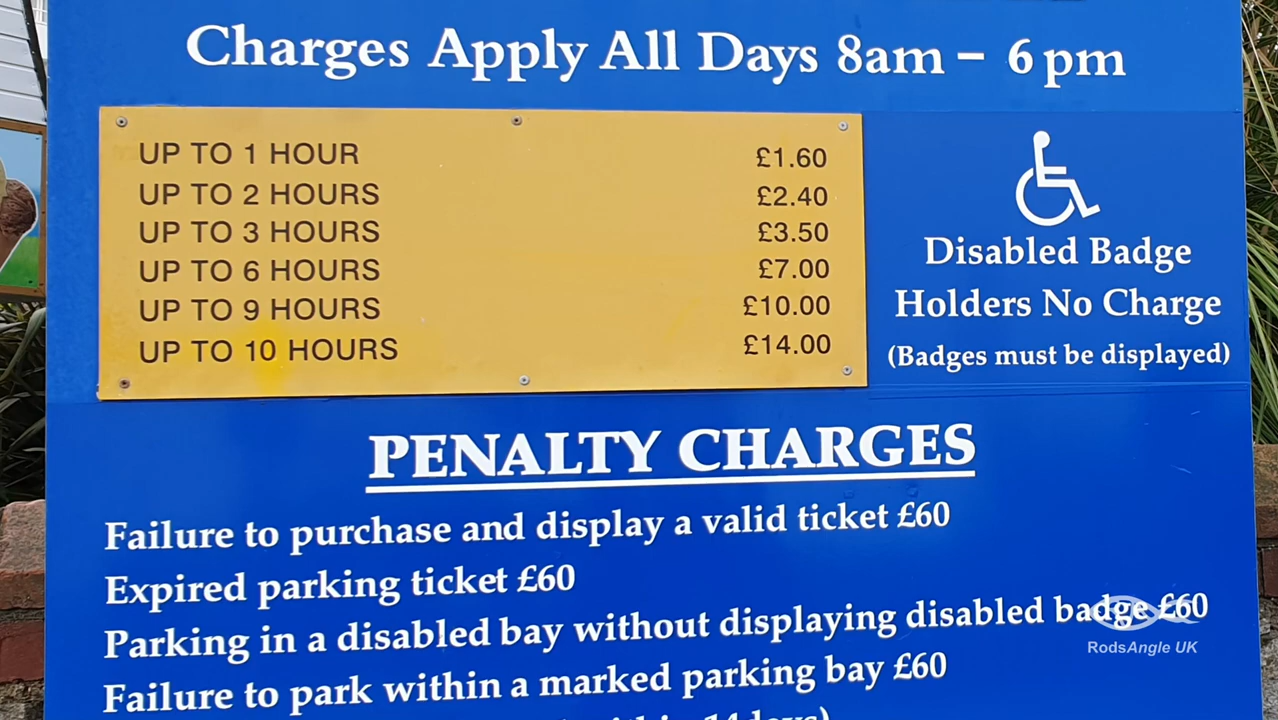 Charges Apply All Days 8am – 6pm
UP TO 1 HOUR £1.60
UP TO 2 HOURS £2.40
UP TO 3 HOURS £3.50
UP TO 6 HOURS £7.00
UP TO 9 HOURS £10.00
UP TO 10 HOURS £14.00
Disabled Badge
Holders No Charge
(Badges must be displayed)
PENALTY CHARGES
Failure to purchase and display a valid ticket £60
Expired parking ticket £60
Parking in a disabled bay without displaying disabled badge £60
Failure to park within a marked parking bay £60
within 14 days)
RodsAngle UK